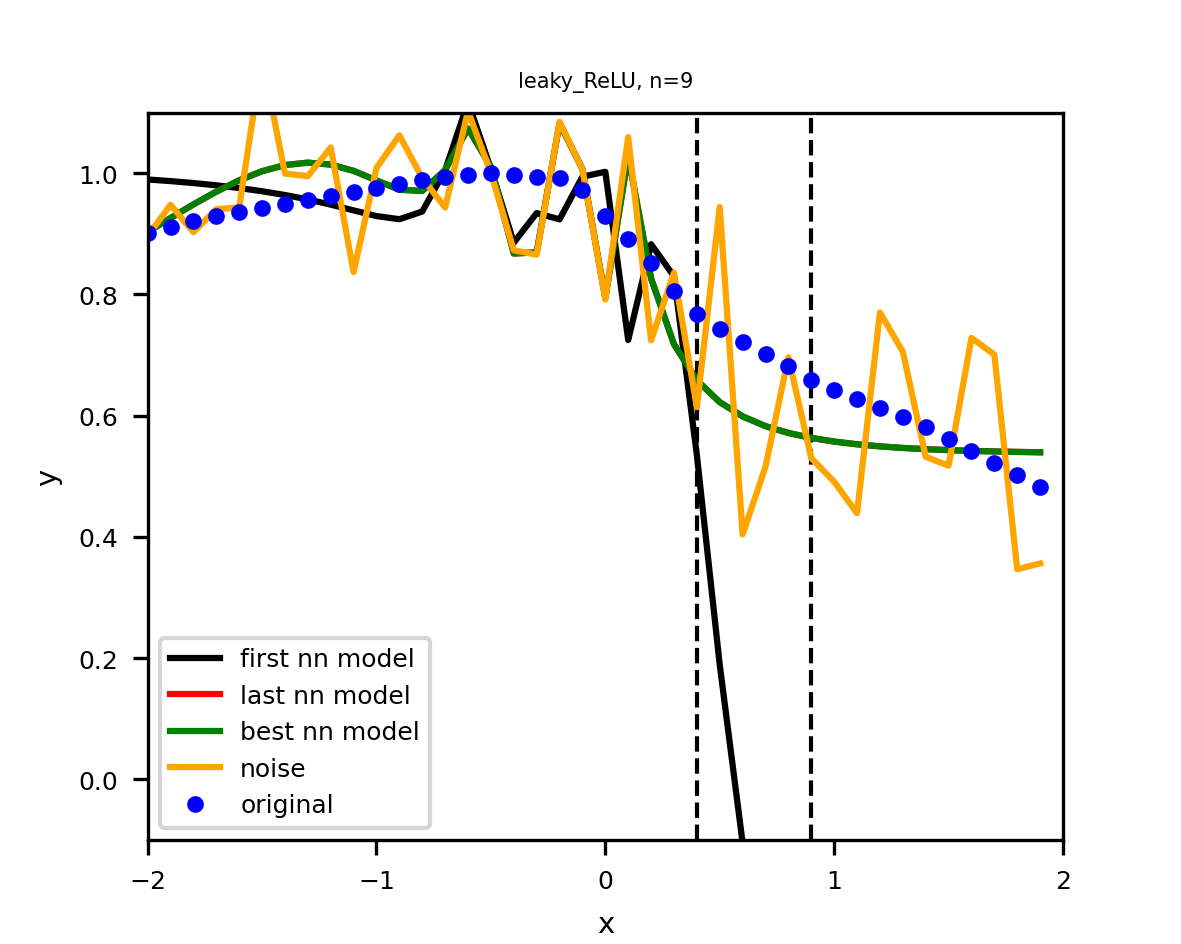 leaky_ReLU, n=9
1.0
0.8
0.6
0.4
0.2
0.0
y
first nn model
last nn model
best nn model
noise
original
−2 −1 0 1 2
x